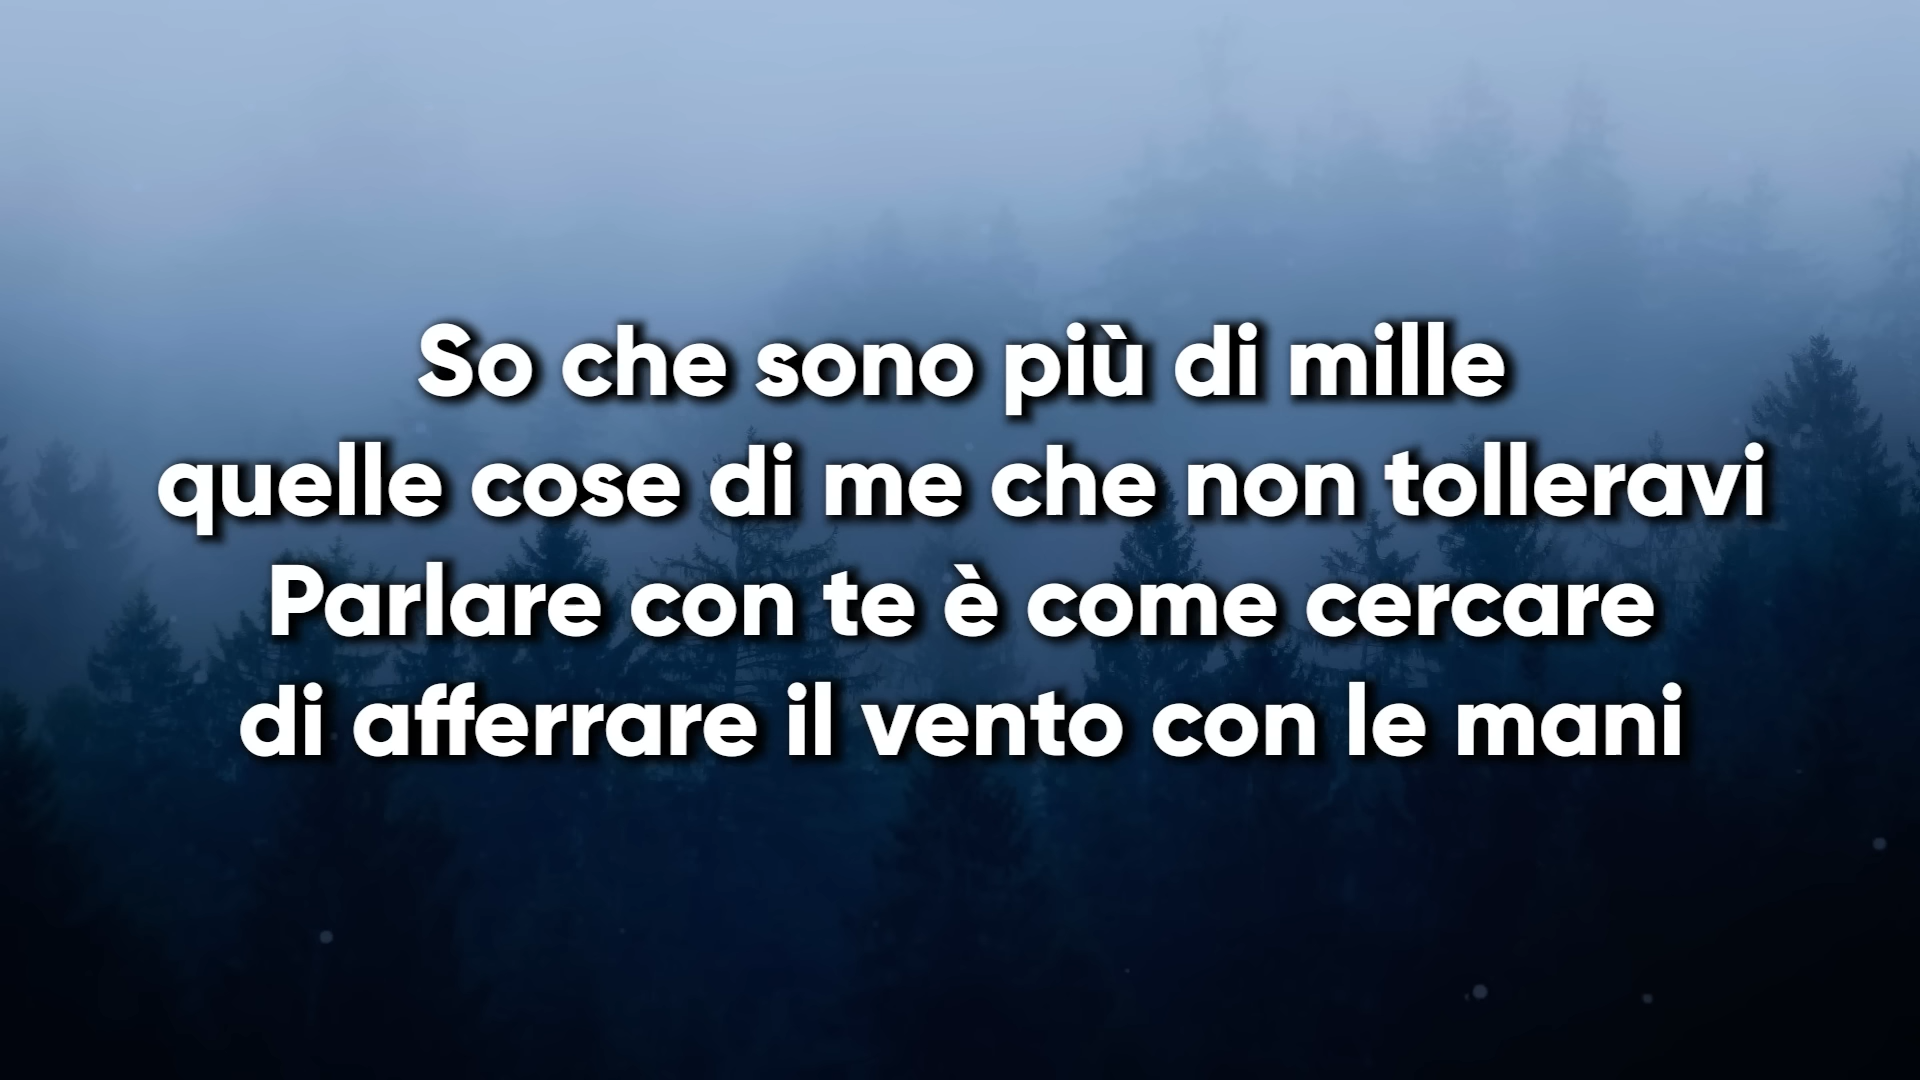 So che sono più di mille
quelle cose di me che non tolleravi
Parlare con te è come cercare
di afferrare il vento con le mani